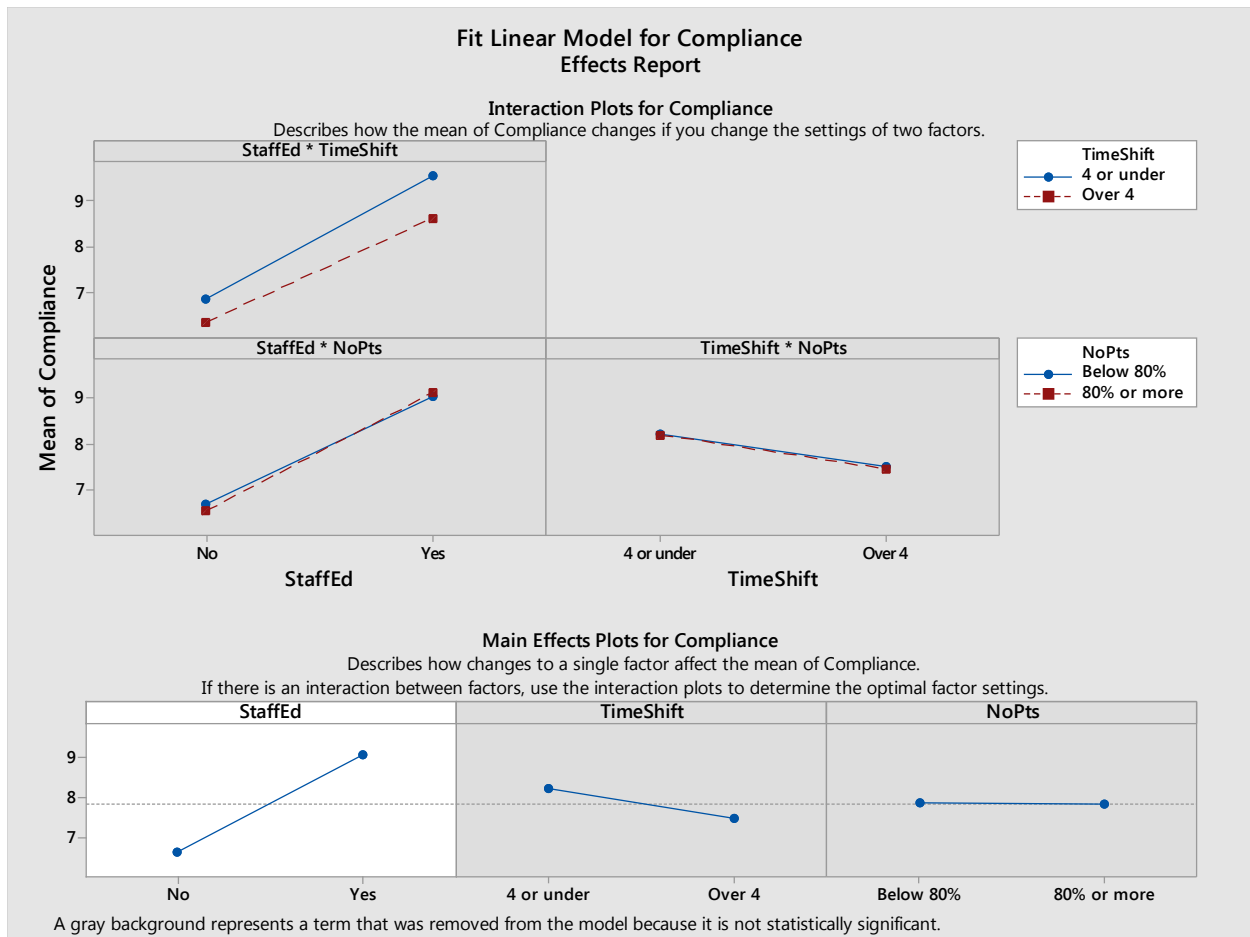 Fit Linear Model for Compliance
Effects Report
Interaction Plots for Compliance
Describes how the mean of Compliance changes if you change the settings of two factors.
StaffEd * TimeShift
TimeShift
4 or under
Over 4
9
8
7
Mean of Compliance
StaffEd * NoPts
TimeShift * NoPts
NoPts
Below 80%
80% or more
9
8
7
No
Yes
4 or under
Over 4
StaffEd
TimeShift
Main Effects Plots for Compliance
Describes how changes to a single factor affect the mean of Compliance.
If there is an interaction between factors, use the interaction plots to determine the optimal factor settings.
StaffEd
TimeShift
NoPts
9
8
7
No
Yes
4 or under
Over 4
Below 80%
80% or more
A gray background represents a term that was removed from the model because it is not statistically significant.